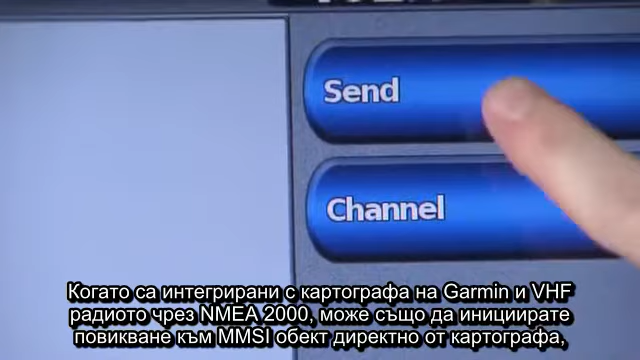 Send
Channel
Когато са интегрирани с картографа на Garmin и VHF
радиото чрез NMEA 2000, може също да инициирате
повикване към MMSI обект директно от картографа,